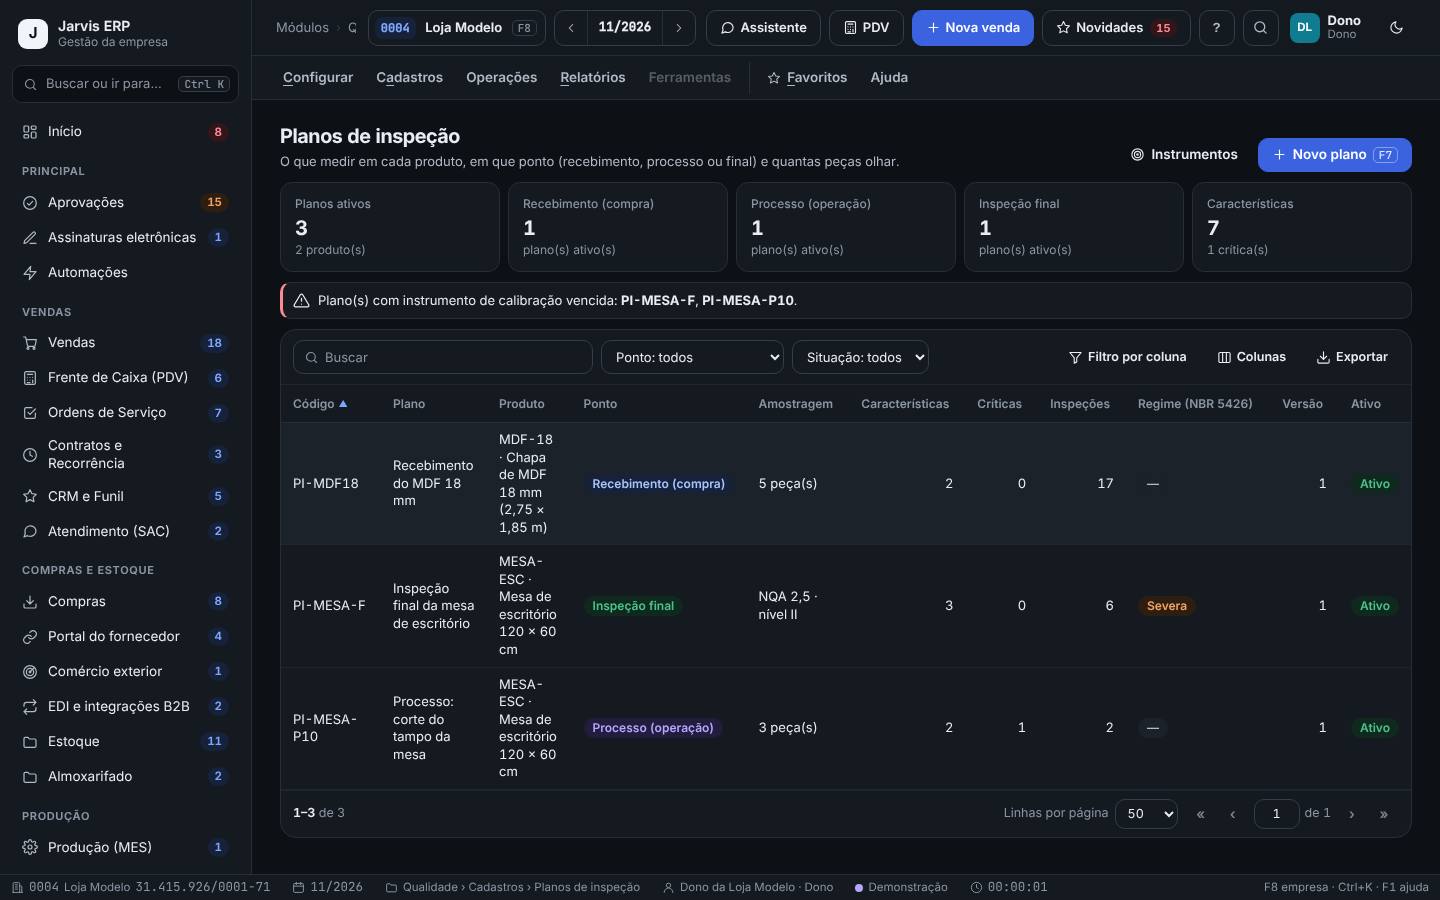 J
Jarvis ERP
Gestão da empresa
Buscar ou ir para...
Ctrl K
Início 8
PRINCIPAL
Aprovações 15
Assinaturas eletrônicas 1
Automações
VENDAS
Vendas 18
Frente de Caixa (PDV) 6
Ordens de Serviço 7
Contratos e
Recorrência 3
CRM e Funil 5
Atendimento (SAC) 2
COMPRAS E ESTOQUE
Compras 8
Portal do fornecedor 4
Comércio exterior 1
EDI e integrações B2B 2
Estoque 11
Almoxarifado 2
PRODUÇÃO
Produção (MES) 1
Módulos ›
0004 Loja Modelo F8
‹ 11/2026 ›
Assistente
PDV
+ Nova venda
Novidades 15
?
DL
Dono
Dono
Configurar Cadastros Operações Relatórios Ferramentas Favoritos Ajuda
Planos de inspeção
O que medir em cada produto, em que ponto (recebimento, processo ou final) e quantas peças olhar.
Instrumentos
+ Novo plano F7
Planos ativos
3
2 produto(s)
Recebimento (compra)
1
plano(s) ativo(s)
Processo (operação)
1
plano(s) ativo(s)
Inspeção final
1
plano(s) ativo(s)
Características
7
1 crítica(s)
Plano(s) com instrumento de calibração vencida: PI-MESA-F, PI-MESA-P10.
Buscar
Ponto: todos
Situação: todos
Filtro por coluna
Colunas
Exportar
Código ▲ Plano Produto Ponto Amostragem Características Críticas Inspeções Regime (NBR 5426) Versão Ativo
PI-MDF18
Recebimento
do MDF 18
mm
MDF-18
· Chapa
de MDF
18 mm
(2,75 ×
1,85 m)
Recebimento (compra)
5 peça(s)
2
0
17
—
1
Ativo
PI-MESA-F
Inspeção
final da mesa
de escritório
MESA-
ESC ·
Mesa de
escritório
120 × 60
cm
Inspeção final
NQA 2,5 ·
nível II
3
0
6
Severa
1
Ativo
PI-MESA-
P10
Processo:
corte do
tampo da
mesa
MESA-
ESC ·
Mesa de
escritório
120 × 60
cm
Processo (operação)
3 peça(s)
2
1
2
—
1
Ativo
1–3 de 3
Linhas por página 50 « ‹ 1 de 1 › »
0004 Loja Modelo 31.415.926/0001-71
11/2026
Qualidade › Cadastros › Planos de inspeção
Dono da Loja Modelo · Dono
Demonstração
00:00:01
F8 empresa · Ctrl+K · F1 ajuda